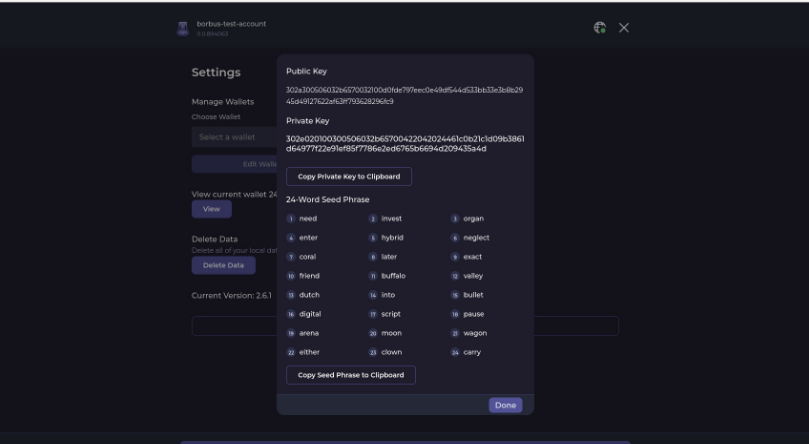 borbus-test-account
0.0.894063
Settings
Manage Wallets
Choose Wallet
Select a wallet
Edit Walle
View current wallet 24
View
Delete Data
Delete all of your local dat
Delete Data
Current Version: 2.6.1
Public Key
302a300506032b6570032100d0fde797eec0e49df544d533bb33e3b8b29
45d49127622af63ff793628296fc9
Private Key
302e020100300506032b65700422042024461c0b21c1d09b3861
d64977f22e91ef85f7786e2ed6765b6694d209435a4d
Copy Private Key to Clipboard
24-Word Seed Phrase
1 need 2 invest 3 organ
4 enter 5 hybrid 6 neglect
7 coral 8 later 9 exact
10 friend 11 buffalo 12 valley
13 dutch 14 into 15 bullet
16 digital 17 script 18 pause
19 arena 20 moon 21 wagon
22 either 23 clown 24 carry
Copy Seed Phrase to Clipboard
Done